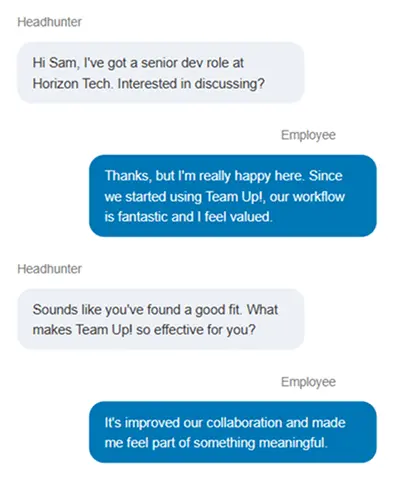 Headhunter
Hi Sam, I've got a senior dev role at
Horizon Tech. Interested in discussing?
Employee
Thanks, but I'm really happy here. Since
we started using Team Up!, our workflow
is fantastic and I feel valued.
Headhunter
Sounds like you've found a good fit. What
makes Team Up! so effective for you?
Employee
It's improved our collaboration and made
me feel part of something meaningful.